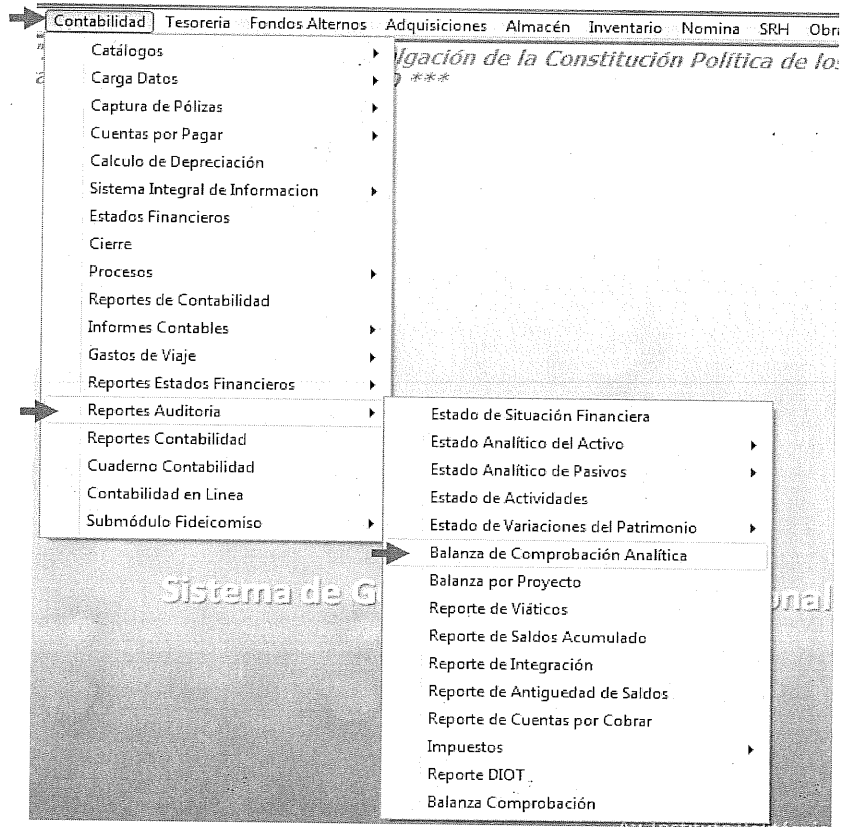 Contabilidad Tesoreria Fondos Alternos Adquisiciones Almacén Inventario Nomina SRH Obr
lgación de la Constitución Política de los
***
Catálogos
Carga Datos
Captura de Pólizas
Cuentas por Pagar
Calculo de Depreciación
Sistema Integral de Informacion
Estados Financieros
Cierre
Procesos
Reportes de Contabilidad
Informes Contables
Gastos de Viaje
Reportes Estados Financieros
Reportes Auditoria
Reportes Contabilidad
Cuaderno Contabilidad
Contabilidad en Linea
Submódulo Fideicomiso
Estado de Situación Financiera
Estado Analítico del Activo
Estado Analítico de Pasivos
Estado de Actividades
Estado de Variaciones del Patrimonio
Balanza de Comprobación Analítica
Balanza por Proyecto
Reporte de Viáticos
Reporte de Saldos Acumulado
Reporte de Integración
Reporte de Antiguedad de Saldos
Reporte de Cuentas por Cobrar
Impuestos
Reporte DIOT
Balanza Comprobación
Sistema de G
onal